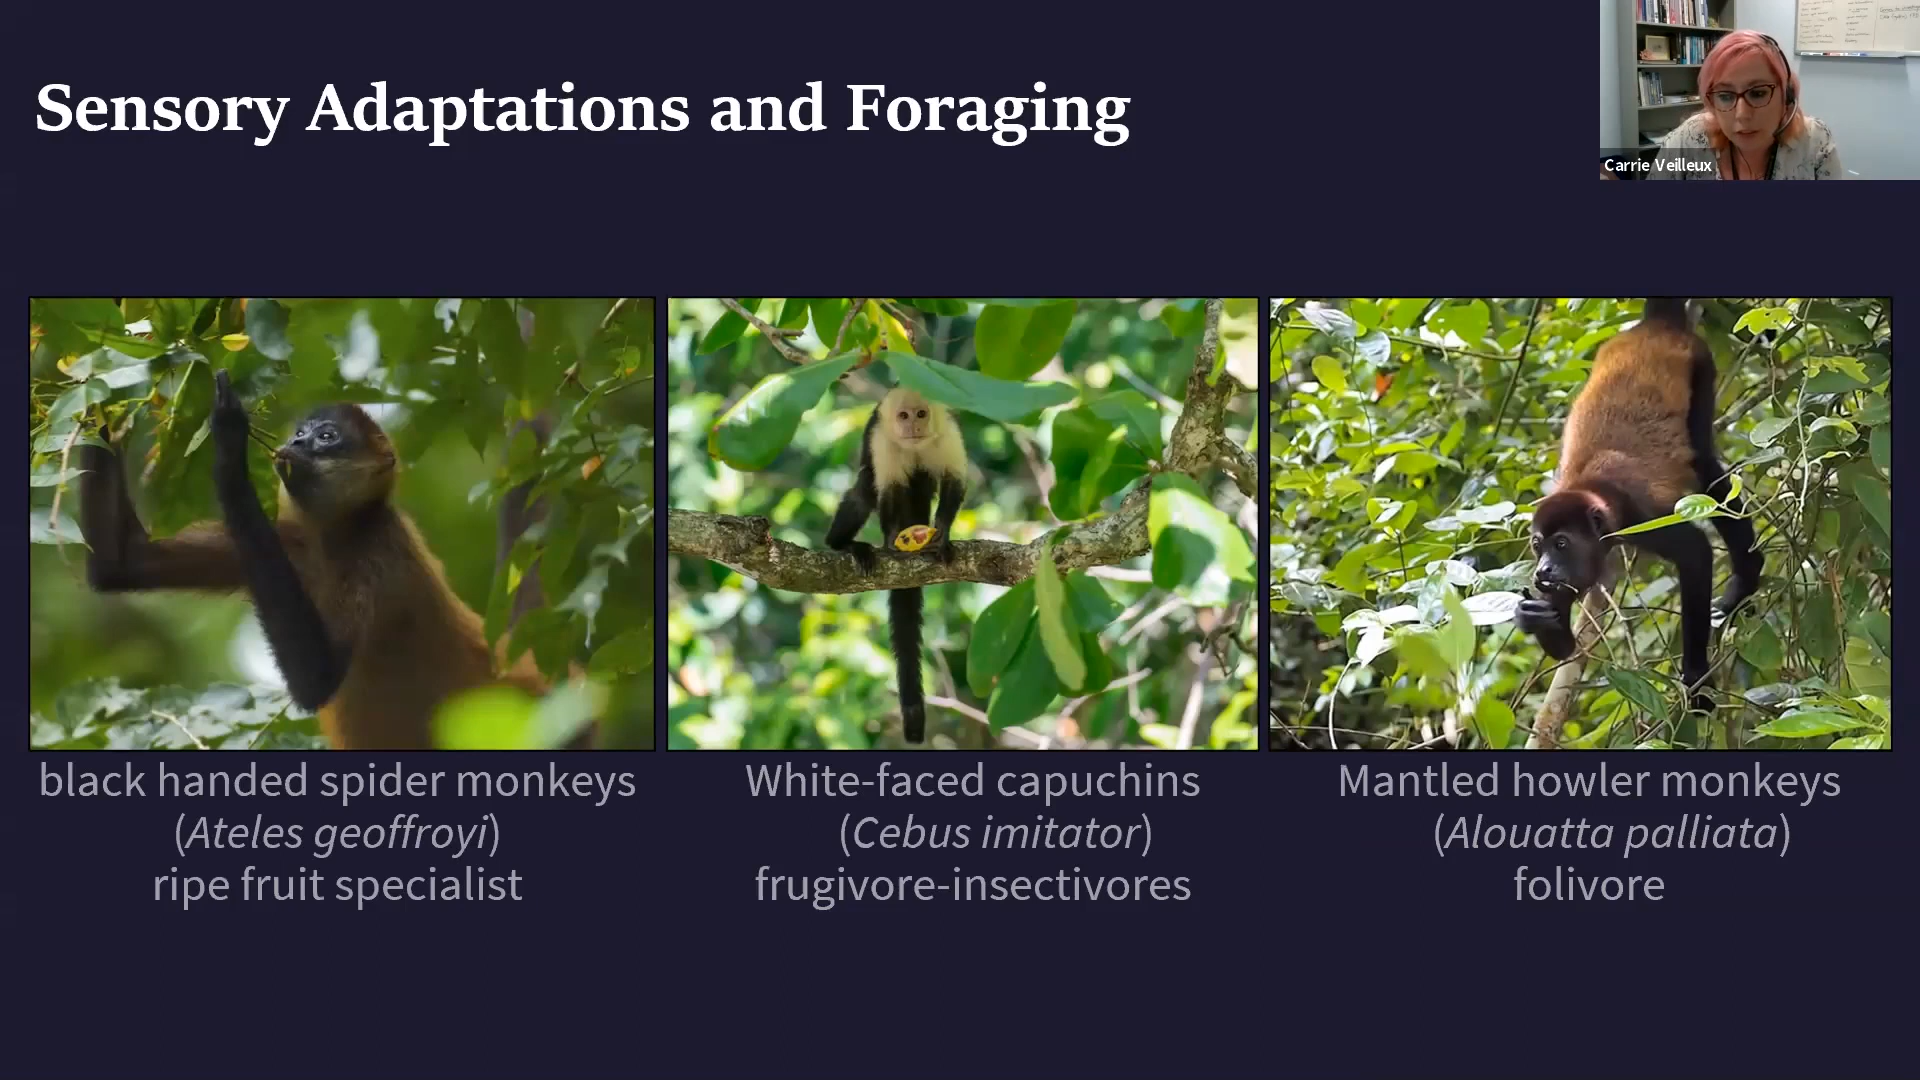 Sensory Adaptations and Foraging
Carrie Veilleux
black handed spider monkeys
(Ateles geoffroyi)
ripe fruit specialist
White-faced capuchins
(Cebus imitator)
frugivore-insectivores
Mantled howler monkeys
(Alouatta palliata)
folivore